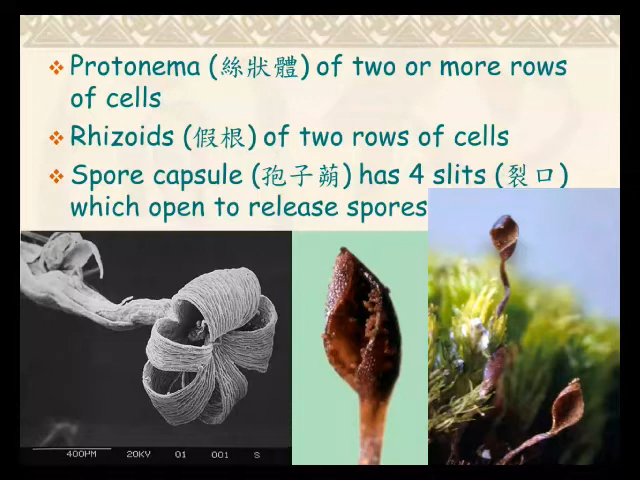 Protonema (絲狀體) of two or more rows
of cells
Rhizoids (假根) of two rows of cells
Spore capsule (孢子蒴) has 4 slits (裂口)
which open to release spores
400µM 20KV 01 001 S